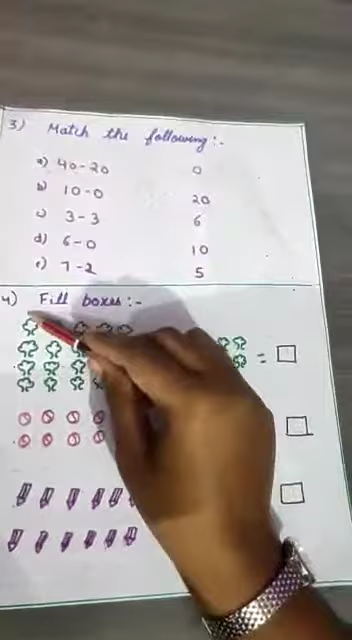 3) Match the following :-
a) 40-20 0
b) 10-0 20
c) 3-3 6
d) 6-0 10
e) 7-2 5
4) Fill boxes :-
=